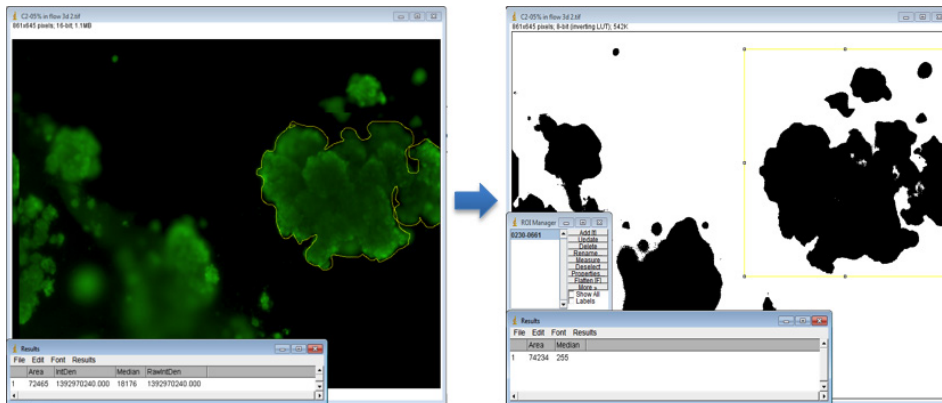 C2-05% in flow 3d 2.tif
861x645 pixels; 16-bit; 1.1MB
Results
File Edit Font Results
Area IntDen Median RawIntDen
1 72465 1392970240.000 18176 1392970240.000
C2-05% in flow 3d 2.tif
861x645 pixels; 8-bit (inverting LUT); 542K
ROI Manager
0230-0661
Add [t]
Update
Delete
Rename...
Measure
Deselect
Properties...
Flatten [F]
More »
Show All
Labels
Results
File Edit Font Results
Area Median
1 74234 255